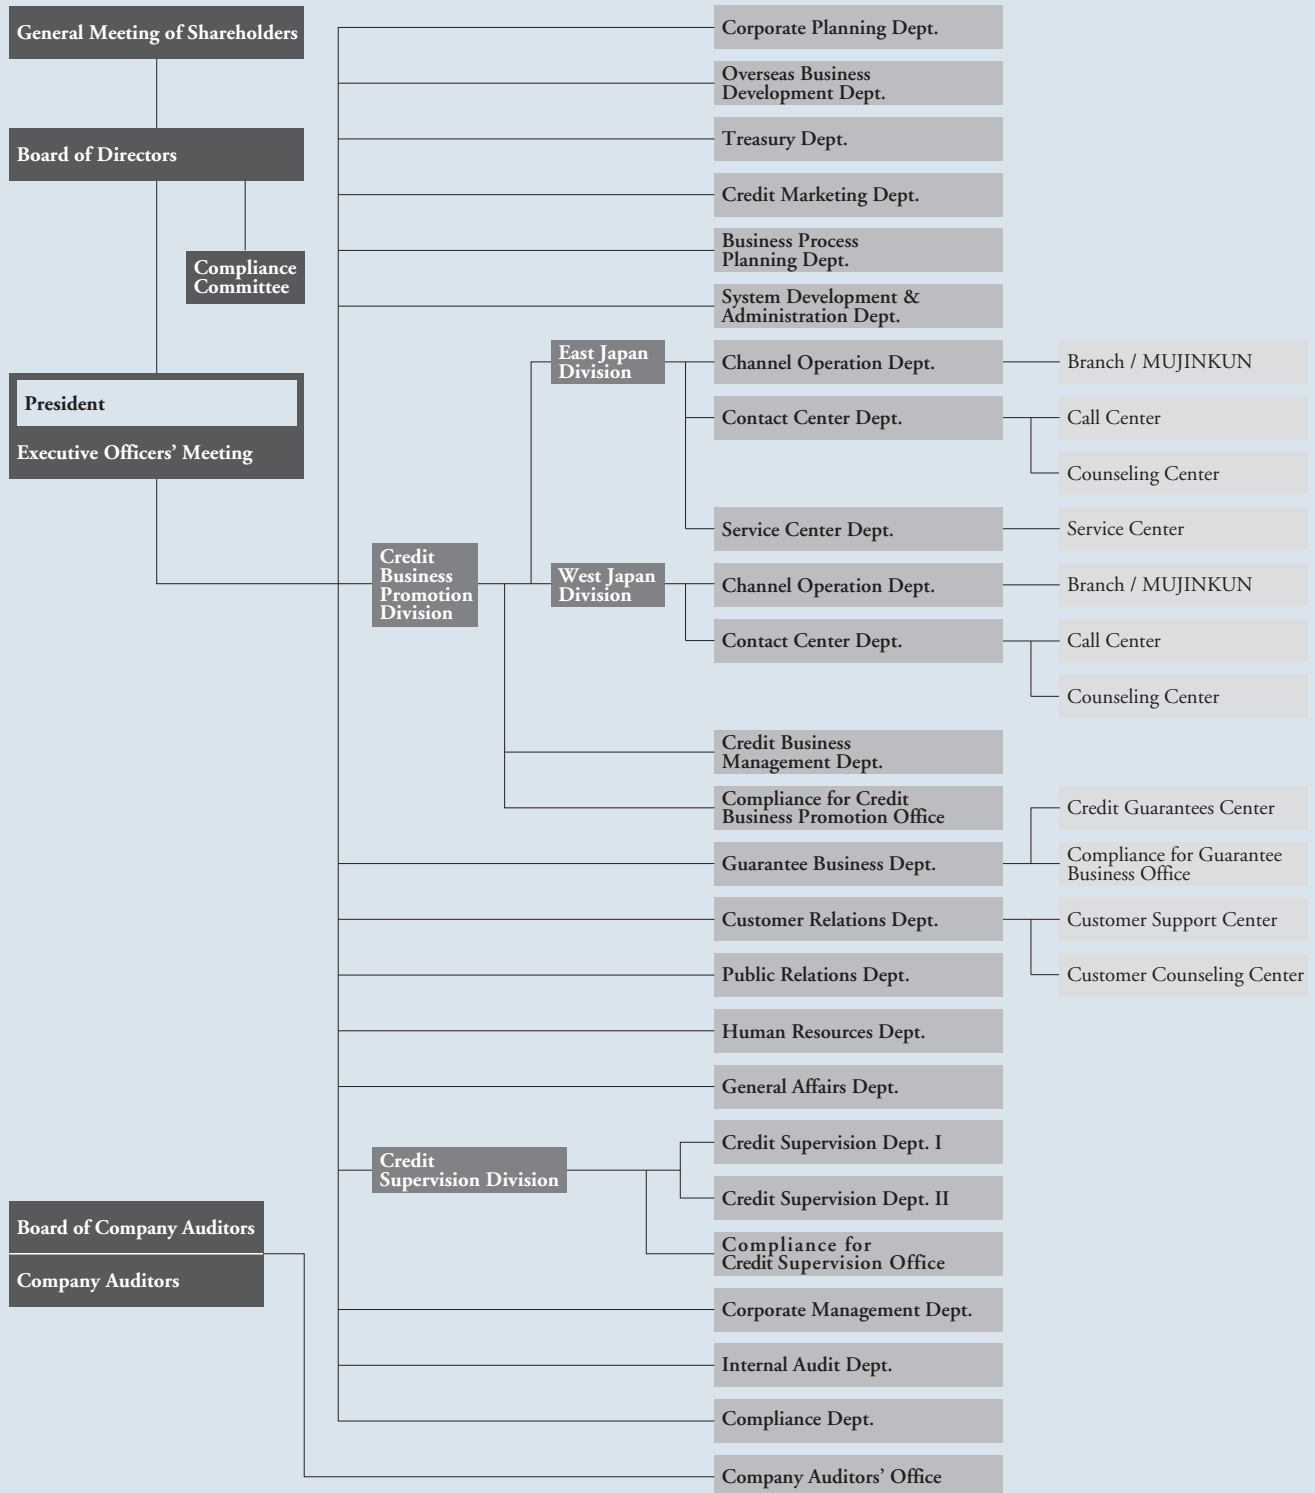 General Meeting of Shareholders
Board of Directors
Compliance
Committee
President
Executive Officers’ Meeting
Board of Company Auditors
Company Auditors
Credit
Business
Promotion
Division
Credit
Supervision Division
East Japan
Division
West Japan
Division
Corporate Planning Dept.
Overseas Business
Development Dept.
Treasury Dept.
Credit Marketing Dept.
Business Process
Planning Dept.
System Development &
Administration Dept.
Channel Operation Dept.
Contact Center Dept.
Service Center Dept.
Channel Operation Dept.
Contact Center Dept.
Credit Business
Management Dept.
Compliance for Credit
Business Promotion Office
Guarantee Business Dept.
Customer Relations Dept.
Public Relations Dept.
Human Resources Dept.
General Affairs Dept.
Credit Supervision Dept. I
Credit Supervision Dept. II
Compliance for
Credit Supervision Office
Corporate Management Dept.
Internal Audit Dept.
Compliance Dept.
Company Auditors’ Office
Branch / MUJINKUN
Call Center
Counseling Center
Service Center
Branch / MUJINKUN
Call Center
Counseling Center
Credit Guarantees Center
Compliance for Guarantee
Business Office
Customer Support Center
Customer Counseling Center